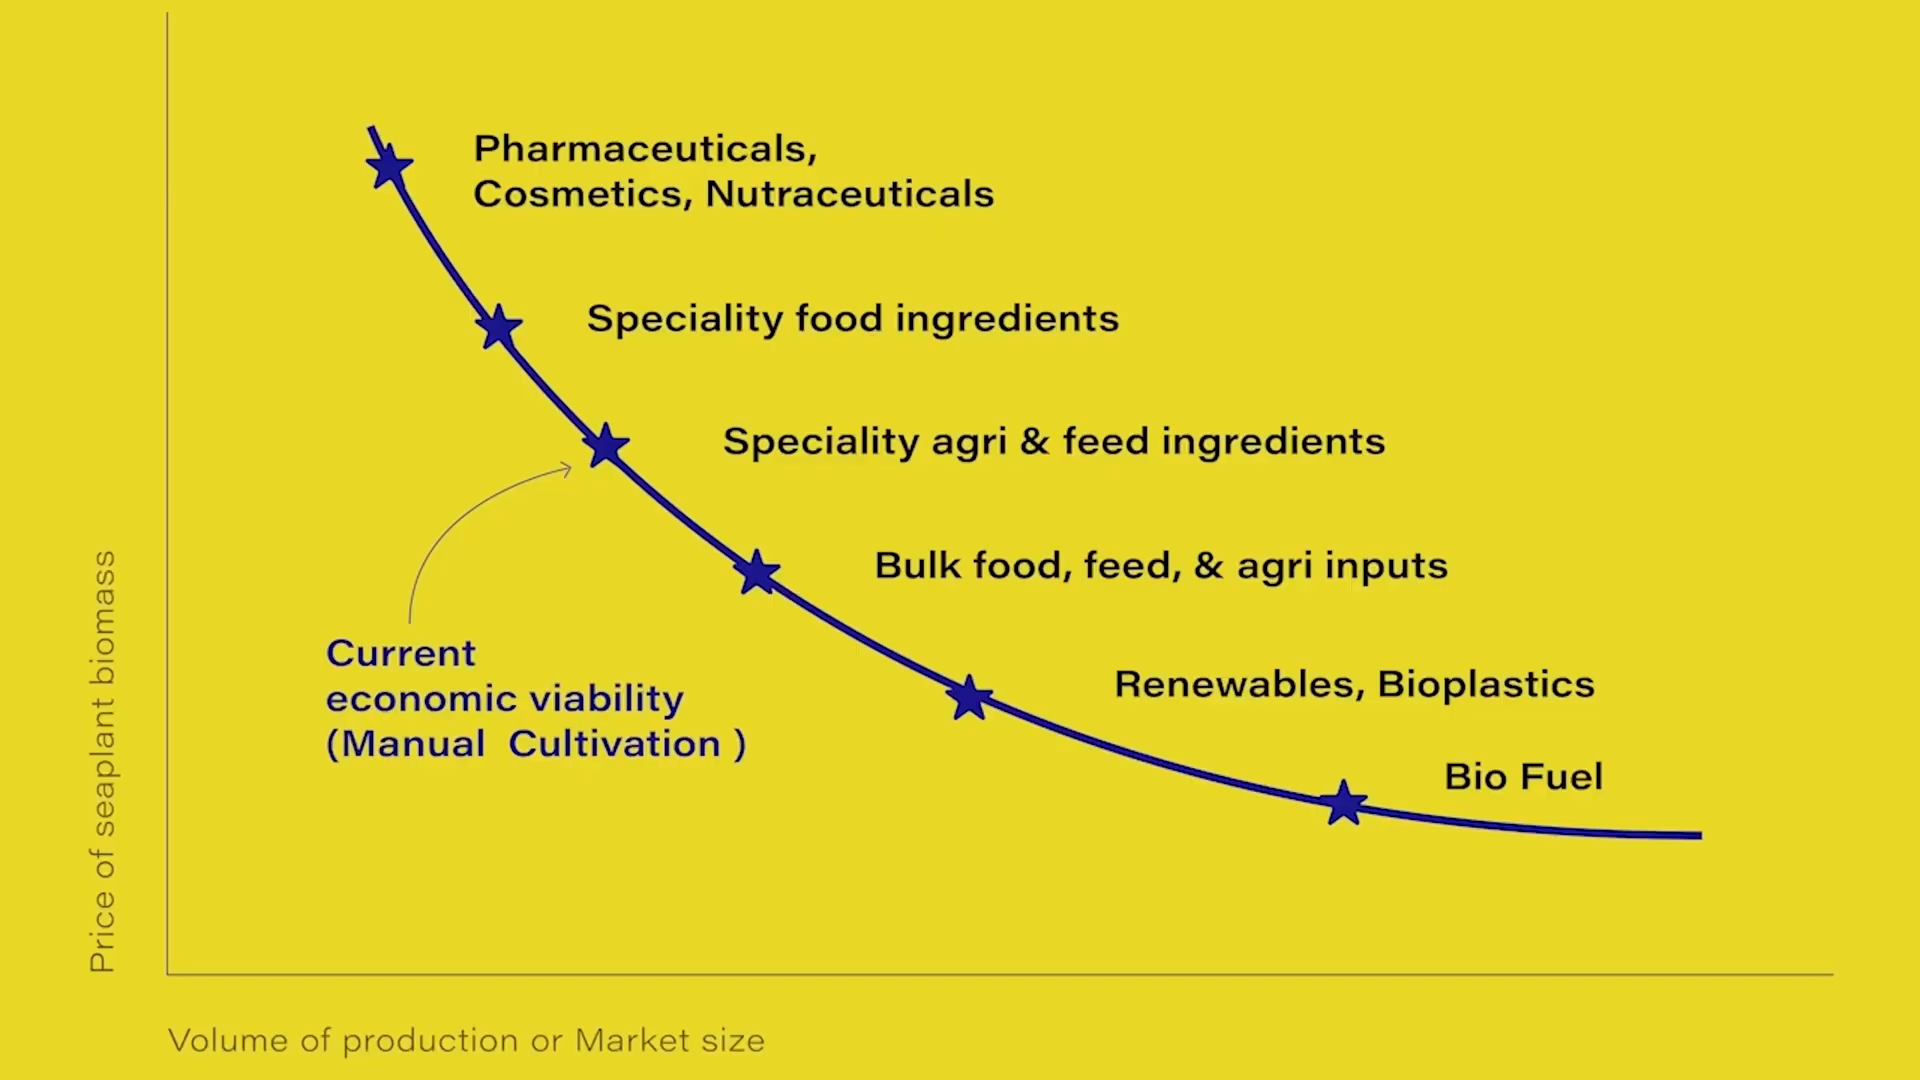 Pharmaceuticals,
Cosmetics, Nutraceuticals
Speciality food ingredients
Speciality agri & feed ingredients
Bulk food, feed, & agri inputs
Current
economic viability
(Manual Cultivation )
Renewables, Bioplastics
Bio Fuel
Price of seaplant biomass
Volume of production or Market size